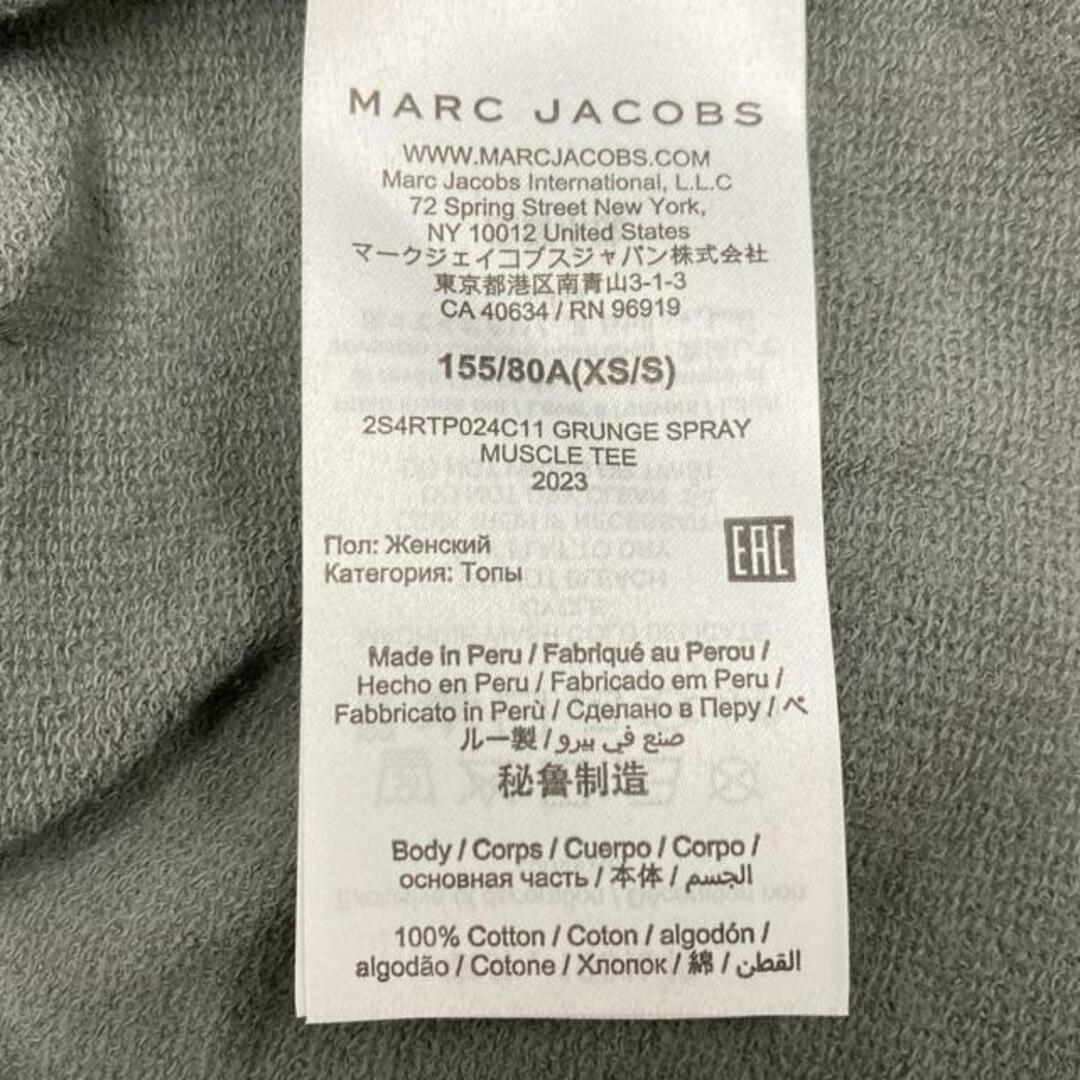 MARC JACOBS
WWW.MARCJACOBS.COM
Marc Jacobs International, L.L.C
72 Spring Street New York,
NY 10012 United States
マークジェイコブスジャパン株式会社
東京都港区南青山3-1-3
CA 40634 / RN 96919
155/80A(XS/S)
2S4RTP024C11 GRUNGE SPRAY
MUSCLE TEE
2023
Пол: Женский
Категория: Топы
EAC
Made in Peru / Fabriqué au Perou /
Hecho en Peru / Fabricado em Peru /
Fabbricato in Perù / Сделано в Перу / ペ
ルー製 / صنع في بيرو
秘鲁制造
Body / Corps / Cuerpo / Corpo /
основная часть / 本体 / الجسم
100% Cotton / Coton / algodón /
algodão / Cotone / Хлопок / 綿 / القطن